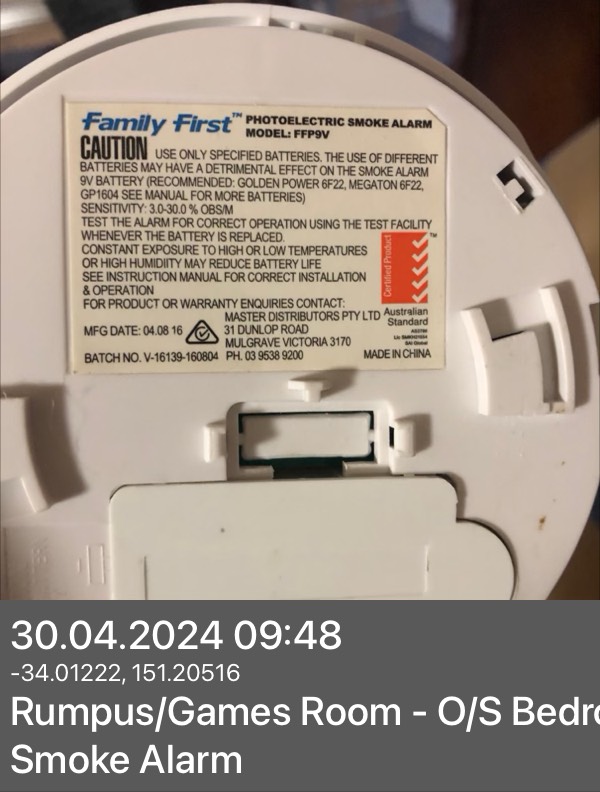 Family First™ PHOTOELECTRIC SMOKE ALARM
MODEL: FFP9V
CAUTION USE ONLY SPECIFIED BATTERIES. THE USE OF DIFFERENT
BATTERIES MAY HAVE A DETRIMENTAL EFFECT ON THE SMOKE ALARM
9V BATTERY (RECOMMENDED: GOLDEN POWER 6F22, MEGATON 6F22,
GP1604 SEE MANUAL FOR MORE BATTERIES)
SENSITIVITY: 3.0-30.0 % OBS/M
TEST THE ALARM FOR CORRECT OPERATION USING THE TEST FACILITY
WHENEVER THE BATTERY IS REPLACED.
CONSTANT EXPOSURE TO HIGH OR LOW TEMPERATURES
OR HIGH HUMIDIIY MAY REDUCE BATTERY LIFE
SEE INSTRUCTION MANUAL FOR CORRECT INSTALLATION
& OPERATION
FOR PRODUCT OR WARRANTY ENQUIRIES CONTACT:
MASTER DISTRIBUTORS PTY LTD
MFG DATE: 04.08 16 31 DUNLOP ROAD
MULGRAVE VICTORIA 3170
BATCH NO. V-16139-160804 PH. 03 9538 9200 MADE IN CHINA
Certified Product
™
Australian
Standard
AS3786
SAI Global
30.04.2024 09:48
-34.01222, 151.20516
Rumpus/Games Room - O/S Bedro
Smoke Alarm